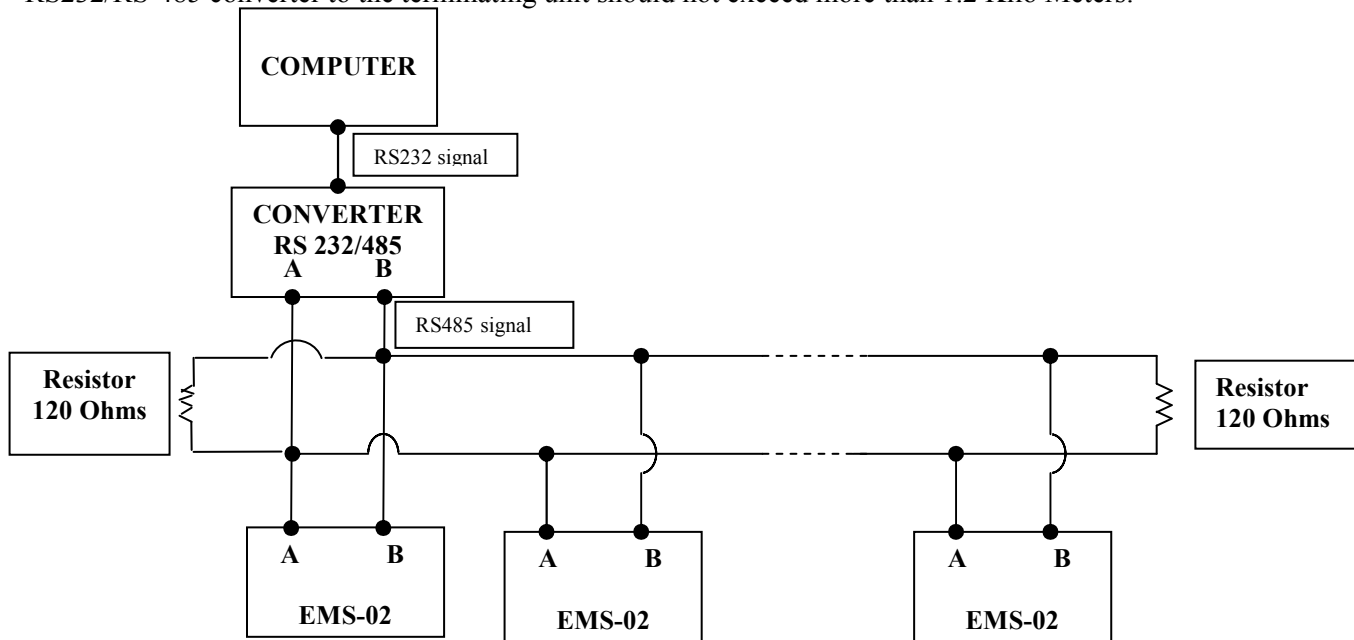 RS232/RS-485 converter to the terminating unit should not exceed more than 1.2 Kilo Meters.
COMPUTER
RS232 signal
CONVERTER
RS 232/485
A B
RS485 signal
Resistor
120 Ohms
Resistor
120 Ohms
A B
EMS-02
A B
EMS-02
A B
EMS-02